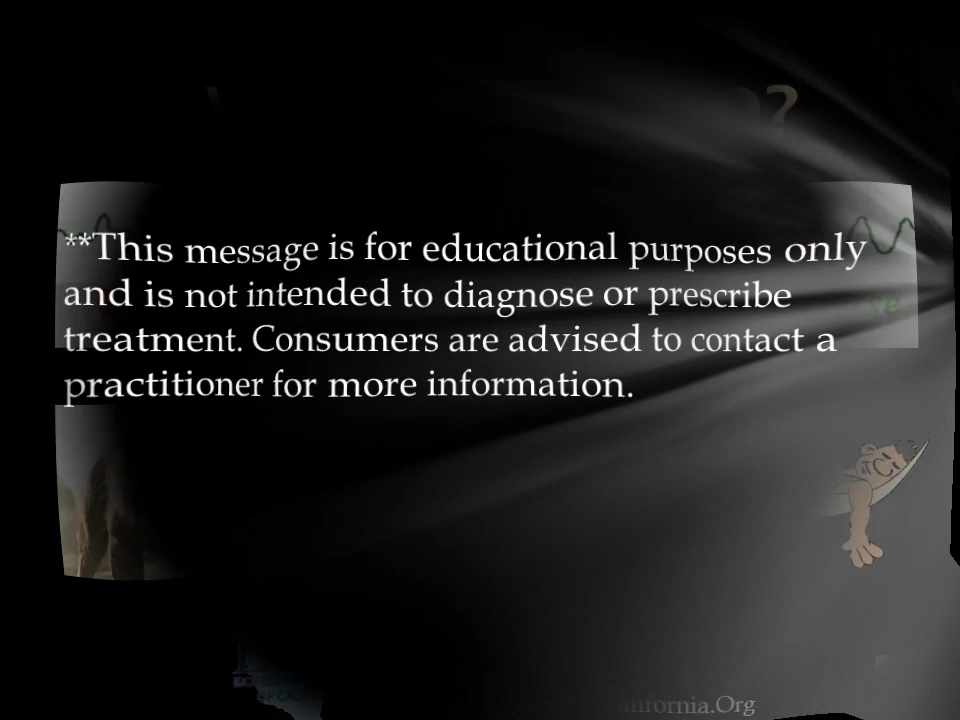 ?
**This message is for educational purposes only
and is not intended to diagnose or prescribe
treatment. Consumers are advised to contact a
practitioner for more information.